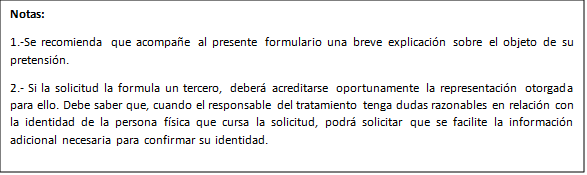 Notas:
1.-Se recomienda que acompañe al presente formulario una breve explicación sobre el objeto de su
pretensión.
2.- Si la solicitud la formula un tercero, deberá acreditarse oportunamente la representación otorgada
para ello. Debe saber que, cuando el responsable del tratamiento tenga dudas razonables en relación con
la identidad de la persona física que cursa la solicitud, podrá solicitar que se facilite la información
adicional necesaria para confirmar su identidad.